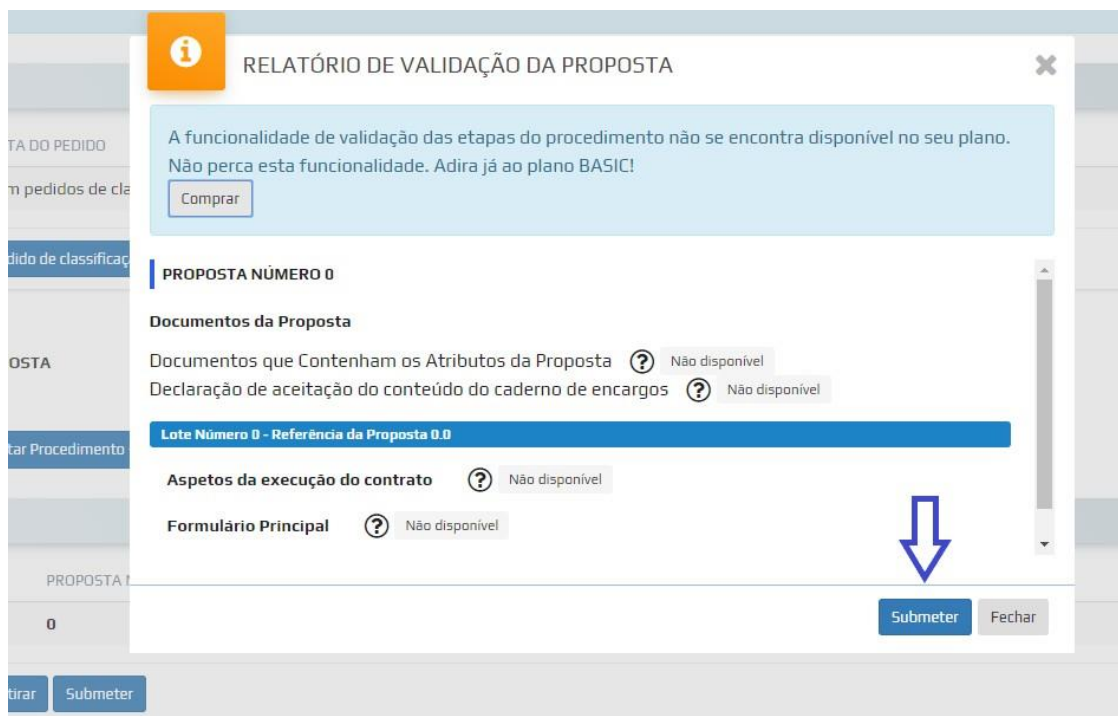 RELATÓRIO DE VALIDAÇÃO DA PROPOSTA
A funcionalidade de validação das etapas do procedimento não se encontra disponível no seu plano.
Não perca esta funcionalidade. Adira já ao plano BASIC!
Comprar
TA DO PEDIDO
m pedidos de cla
dido de classificaç
PROPOSTA NÚMERO 0
Documentos da Proposta
OSTA
Documentos que Contenham os Atributos da Proposta ? Não disponível
Declaração de aceitação do conteúdo do caderno de encargos ? Não disponível
Lote Número 0 - Referência da Proposta 0.0
tar Procedimento
Aspetos da execução do contrato ? Não disponível
Formulário Principal ? Não disponível
PROPOSTA
0
Submeter Fechar
tirar Submeter